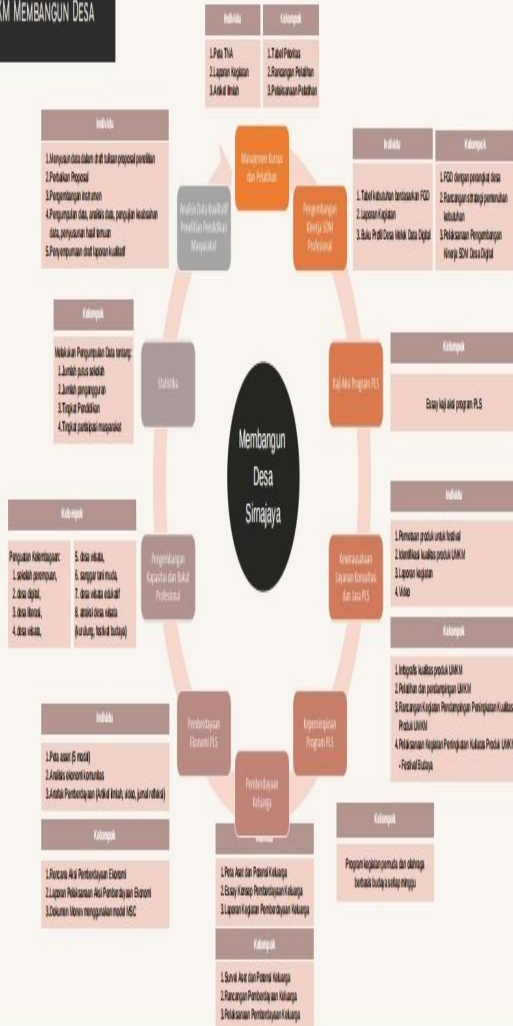 KM MEMBANGUN DESA
Individu
1.Peta TNA
2.Laporan Kegiatan
3.Artikel Ilmiah
Kelompok
1.Tabel Prioritas
2.Rancangan Pelatihan
3.Pelaksanaan Pelatihan
Manajemen Kursus
dan Pelatihan
Individu
1. Tabel kebutuhan berdasarkan FGD
2. Laporan Kegiatan
3. Buku Profil Desa Melek Data Digital
Kelompok
1.FGD dengan perangkat desa
2.Rancangan strategi pemenuhan
kebutuhan
3.Pelaksanaan Pengembangan
Kinerja SDM Desa Digital
Pengembangan
Kinerja SDM
Profesional
Kelompok
Essay kaji aksi program PLS
Kaji Aksi Program PLS
Individu
1.Pemetaan produk untuk festival
2.Identifikasi kualitas produk UMKM
3.Laporan kegiatan
4.Video
Kelompok
1.Infografis kualitas produk UMKM
2.Pelatihan dan pendampingan UMKM
3.Rancangan Kegiatan Pendampingan Peningkatan Kualitas
Produk UMKM
4.Pelaksanaan Kegiatan Peningkatan Kualitas Produk UMKM
- Festival Budaya
Kewirausahaan
Layanan Konsultasi
dan Jasa PLS
Kepemimpinan
Program PLS
Kelompok
Program kegiatan pemuda dan olahraga
berbasis budaya setiap minggu
Pemberdayaan
Keluarga
Individu
1.Peta Aset dan Potensi Keluarga
2.Essay Konsep Pemberdayaan Keluarga
3.Laporan Kegiatan Pemberdayaan Keluarga
Kelompok
1.Survei Aset dan Potensi Keluarga
2.Rancangan Pemberdayaan Keluarga
3.Pelaksanaan Pemberdayaan Keluarga
Pemberdayaan
Ekonomi PLS
Individu
1.Peta asset (5 modal)
2.Analisis ekonomi komunitas
3.Artefak Pemberdayaan (Artikel ilmiah, video, jurnal refleksi)
Kelompok
1.Rencana Aksi Pemberdayaan Ekonomi
2.Laporan Pelaksanaan Aksi Pemberdayaan Ekonomi
3.Dokumen Monev menggunakan model MSC
Pengembangan
Kapasitas dan Bakat
Profesional
Kelompok
Penguatan Kelembagaan:
1. sekolah perempuan,
2. desa digital,
3. desa literasi,
4. desa wisata,
5. desa wisata,
6. sanggar tani muda,
7. desa wisata edukatif
8. atraksi desa wisata
(kurulung, festival budaya)
Statistika
Kelompok
Melakukan Pengumpulan Data tentang:
1.Jumlah putus sekolah
2.Jumlah pengangguran
3.Tingkat Pendidikan
4.Tingkat partisipasi masyarakat
Analisis Data Kualitatif
Penelitian Pendidikan
Masyarakat
Individu
1.Menyusun data dalam draft tulisan proposal penelitian
2.Perbaikan Proposal
3.Pengembangan Instrumen
4.Pengumpulan data, analisis data, pengujian keabsahan
data, penyusunan hasil temuan
5.Penyempurnaan draft laporan kualitatif
Membangun
Desa
Simajaya